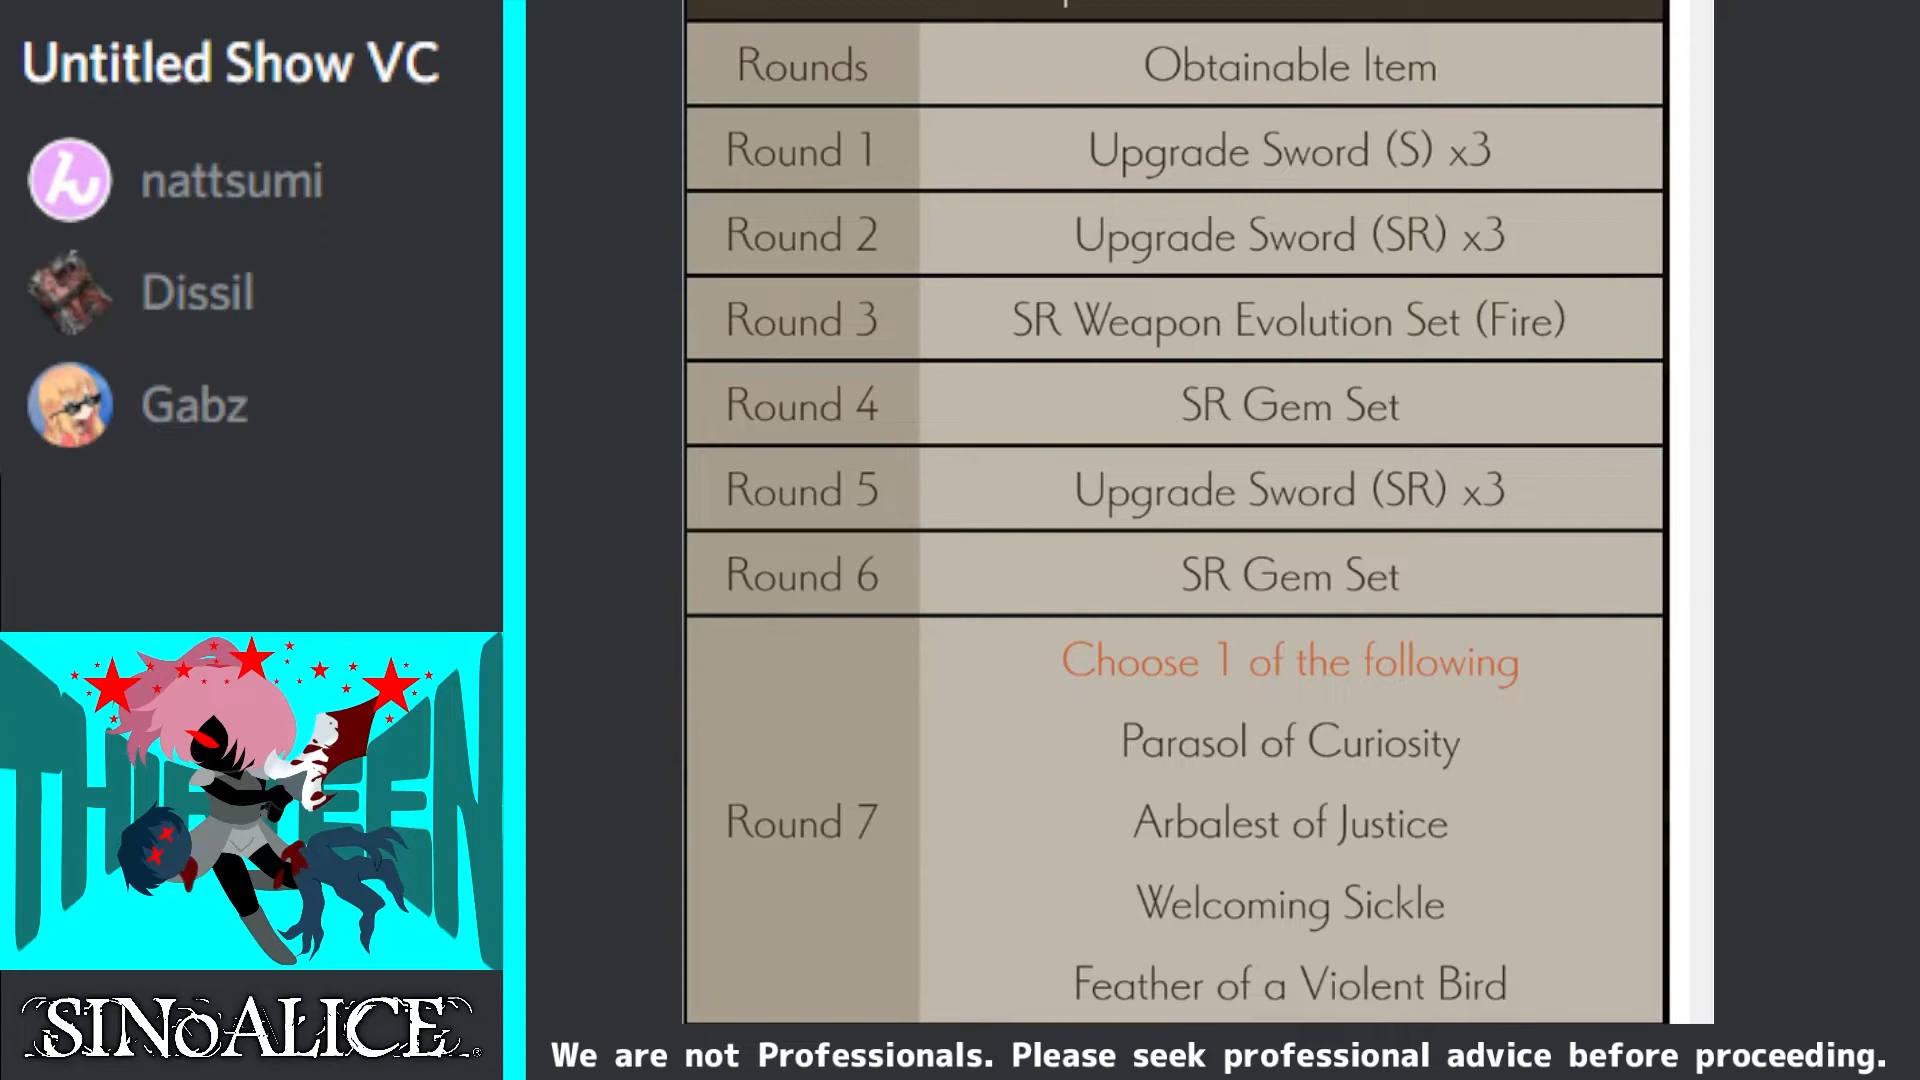 Untitled Show VC
nattsumi
Dissil
Gabz
THIRTEEN
SINoALICE
Rounds Obtainable Item
Round 1 Upgrade Sword (S) x3
Round 2 Upgrade Sword (SR) x3
Round 3 SR Weapon Evolution Set (Fire)
Round 4 SR Gem Set
Round 5 Upgrade Sword (SR) x3
Round 6 SR Gem Set
Round 7 Choose 1 of the following
Parasol of Curiosity
Arbalest of Justice
Welcoming Sickle
Feather of a Violent Bird
We are not Professionals. Please seek professional advice before proceeding.